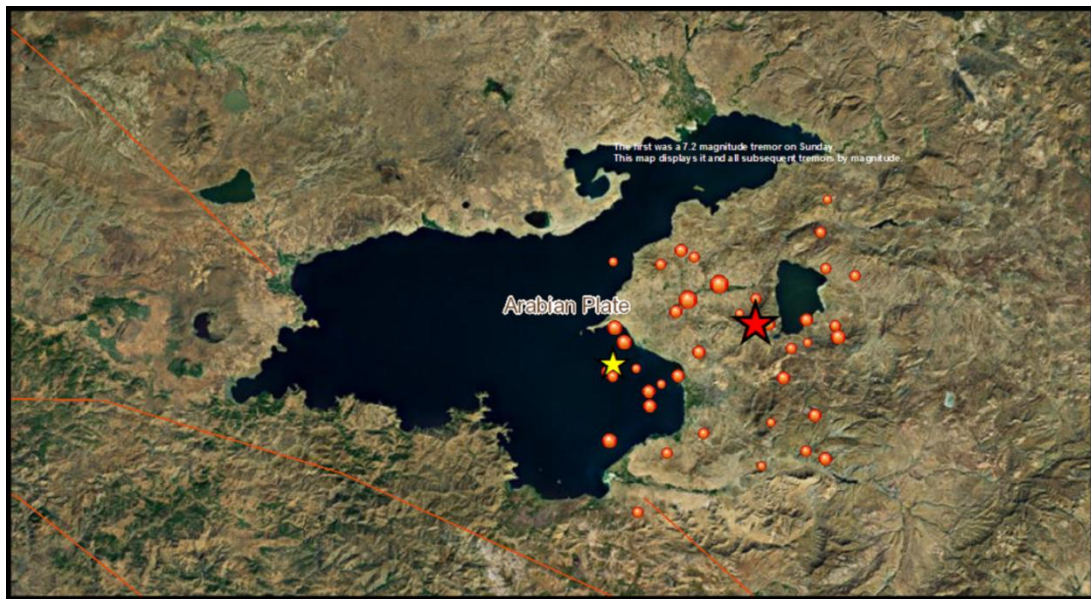 The first was a 7.2 magnitude tremor on Sunday
This map displays it and all subsequent tremors by magnitude.
Arabian Plate